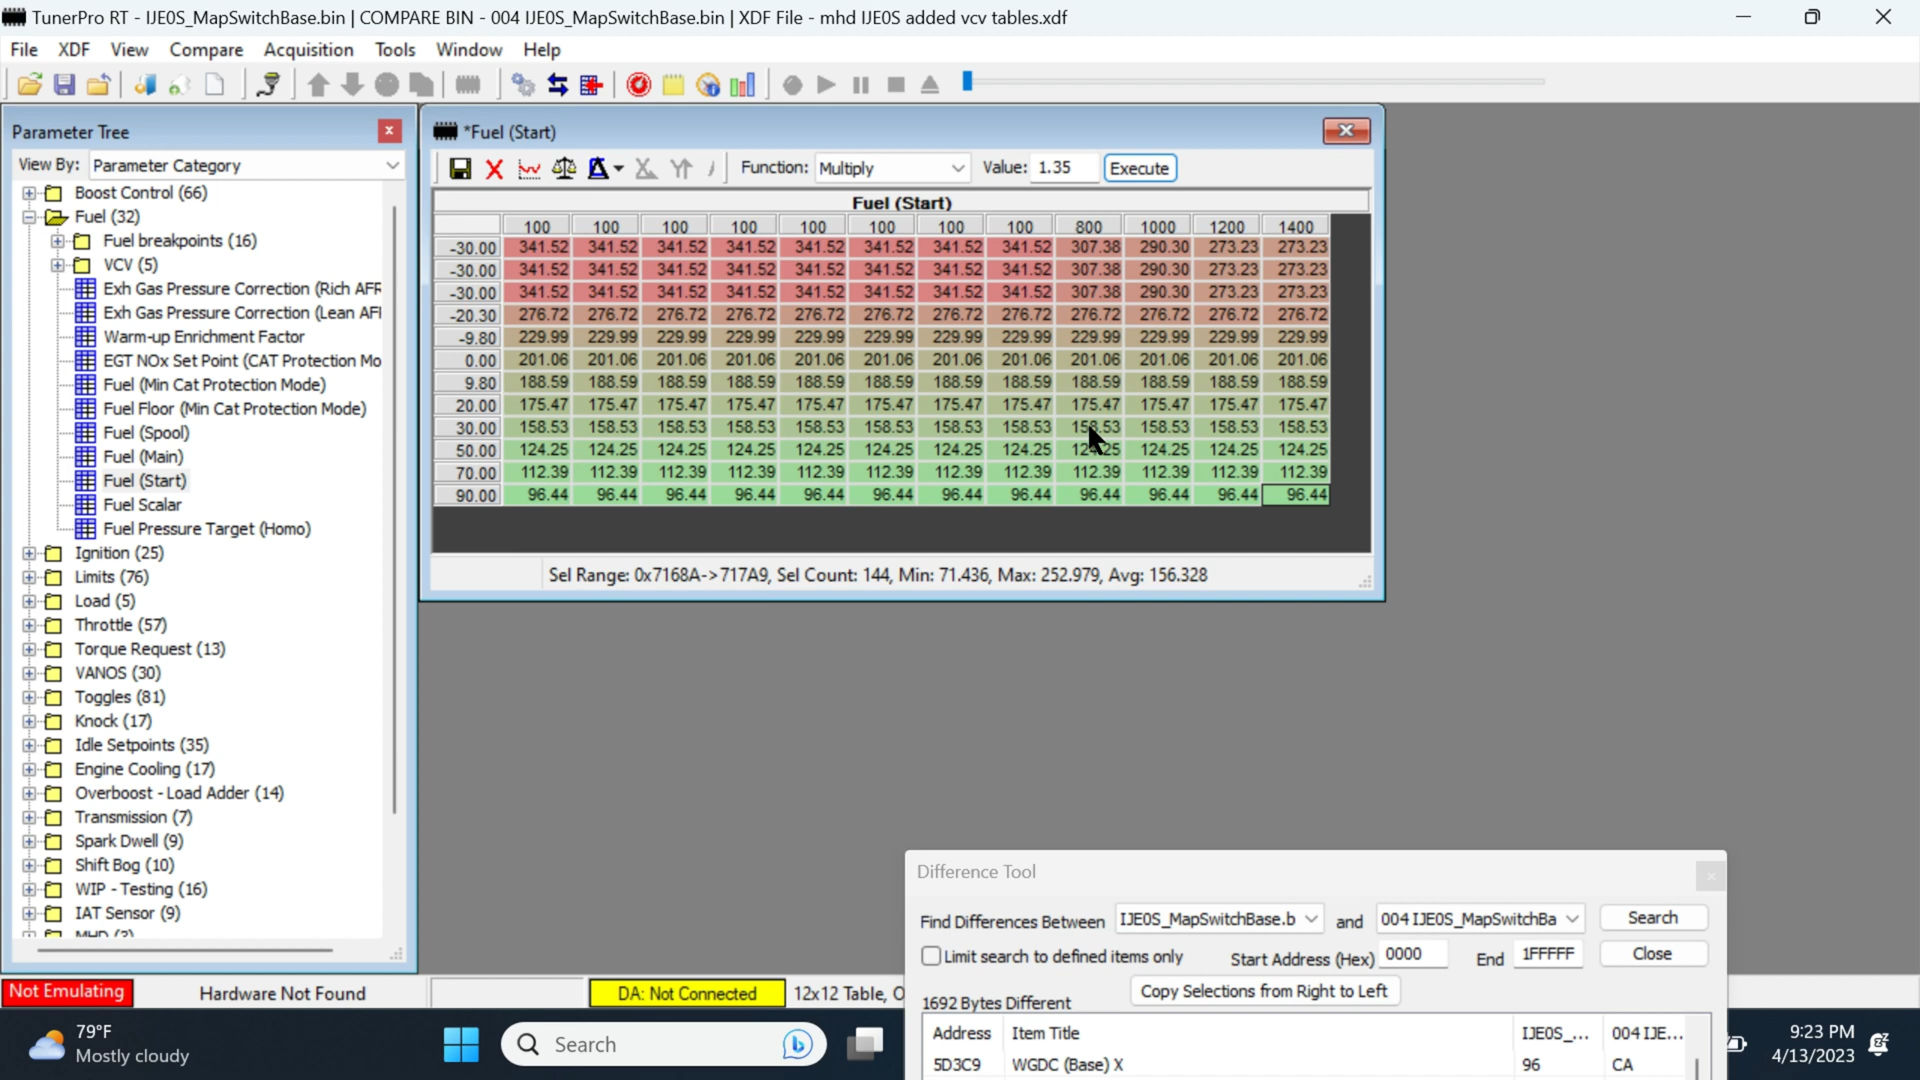 TunerPro RT - IJE0S_MapSwitchBase.bin | COMPARE BIN - 004 IJE0S_MapSwitchBase.bin | XDF File - mhd IJE0S added vcv tables.xdf
File XDF View Compare Acquisition Tools Window Help
Parameter Tree
View By: Parameter Category
Boost Control (66)
Fuel (32)
Fuel breakpoints (16)
VCV (5)
Exh Gas Pressure Correction (Rich AFR
Exh Gas Pressure Correction (Lean AFI
Warm-up Enrichment Factor
EGT NOx Set Point (CAT Protection Mo
Fuel (Min Cat Protection Mode)
Fuel Floor (Min Cat Protection Mode)
Fuel (Spool)
Fuel (Main)
Fuel (Start)
Fuel Scalar
Fuel Pressure Target (Homo)
Ignition (25)
Limits (76)
Load (5)
Throttle (57)
Torque Request (13)
VANOS (30)
Toggles (81)
Knock (17)
Idle Setpoints (35)
Engine Cooling (17)
Overboost - Load Adder (14)
Transmission (7)
Spark Dwell (9)
Shift Bog (10)
WIP - Testing (16)
IAT Sensor (9)
*Fuel (Start)
Function: Multiply Value: 1.35 Execute
Fuel (Start)
100 100 100 100 100 100 100 100 800 1000 1200 1400
-30.00 341.52 341.52 341.52 341.52 341.52 341.52 341.52 341.52 307.38 290.30 273.23 273.23
-30.00 341.52 341.52 341.52 341.52 341.52 341.52 341.52 341.52 307.38 290.30 273.23 273.23
-30.00 341.52 341.52 341.52 341.52 341.52 341.52 341.52 341.52 307.38 290.30 273.23 273.23
-20.30 276.72 276.72 276.72 276.72 276.72 276.72 276.72 276.72 276.72 276.72 276.72 276.72
-9.80 229.99 229.99 229.99 229.99 229.99 229.99 229.99 229.99 229.99 229.99 229.99 229.99
0.00 201.06 201.06 201.06 201.06 201.06 201.06 201.06 201.06 201.06 201.06 201.06 201.06
9.80 188.59 188.59 188.59 188.59 188.59 188.59 188.59 188.59 188.59 188.59 188.59 188.59
20.00 175.47 175.47 175.47 175.47 175.47 175.47 175.47 175.47 175.47 175.47 175.47 175.47
30.00 158.53 158.53 158.53 158.53 158.53 158.53 158.53 158.53 158.53 158.53 158.53 158.53
50.00 124.25 124.25 124.25 124.25 124.25 124.25 124.25 124.25 124.25 124.25 124.25 124.25
70.00 112.39 112.39 112.39 112.39 112.39 112.39 112.39 112.39 112.39 112.39 112.39 112.39
90.00 96.44 96.44 96.44 96.44 96.44 96.44 96.44 96.44 96.44 96.44 96.44 96.44
Sel Range: 0x7168A->717A9, Sel Count: 144, Min: 71.436, Max: 252.979, Avg: 156.328
Difference Tool
Find Differences Between IJE0S_MapSwitchBase.b and 004 IJE0S_MapSwitchBa Search
Limit search to defined items only Start Address (Hex) 0000 End 1FFFFF Close
1692 Bytes Different Copy Selections from Right to Left
Address Item Title IJE0S_... 004 IJE...
5D3C9 WGDC (Base) X 96 CA
Not Emulating Hardware Not Found DA: Not Connected 12x12 Table, O
79°F
Mostly cloudy
Search
9:23 PM
4/13/2023